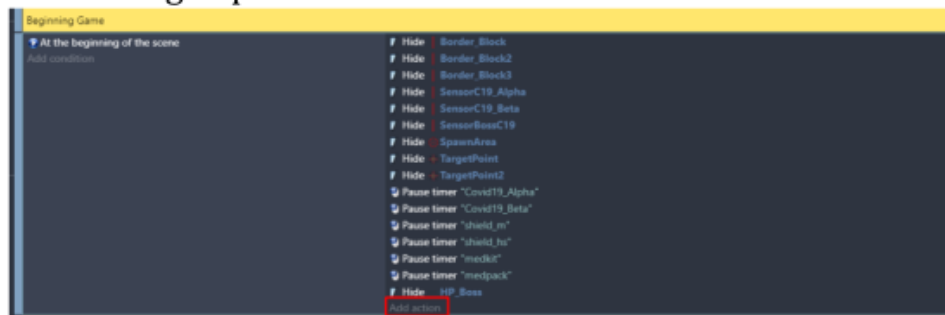 Beginning Game
At the beginning of the scene
Add condition
Hide Border_Block
Hide Border_Block2
Hide Border_Block3
Hide SensorC19_Alpha
Hide SensorC19_Beta
Hide SensorBossC19
Hide SpawnArea
Hide TargetPoint
Hide TargetPoint2
Pause timer "Covid19_Alpha"
Pause timer "Covid19_Beta"
Pause timer "shield_m"
Pause timer "shield_hs"
Pause timer "medkit"
Pause timer "medpack"
Hide HP_Boss
Add action